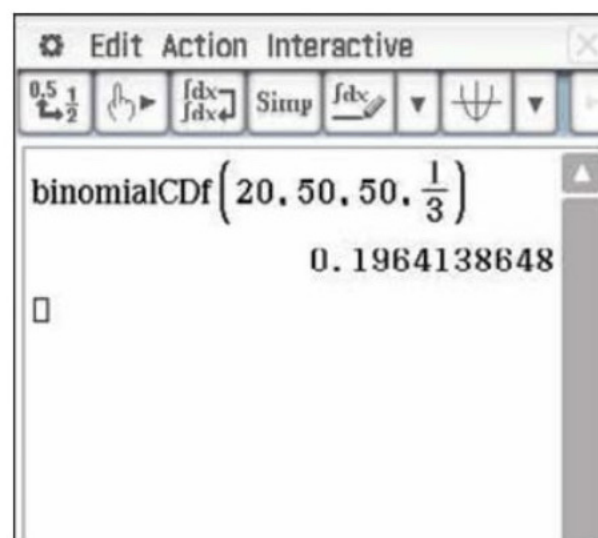 Edit Action Interactive
0.5 1 2 ∫dx ∫dx Simp ∫dx
binomialCDf(20, 50, 50, 1/3)
0.1964138648